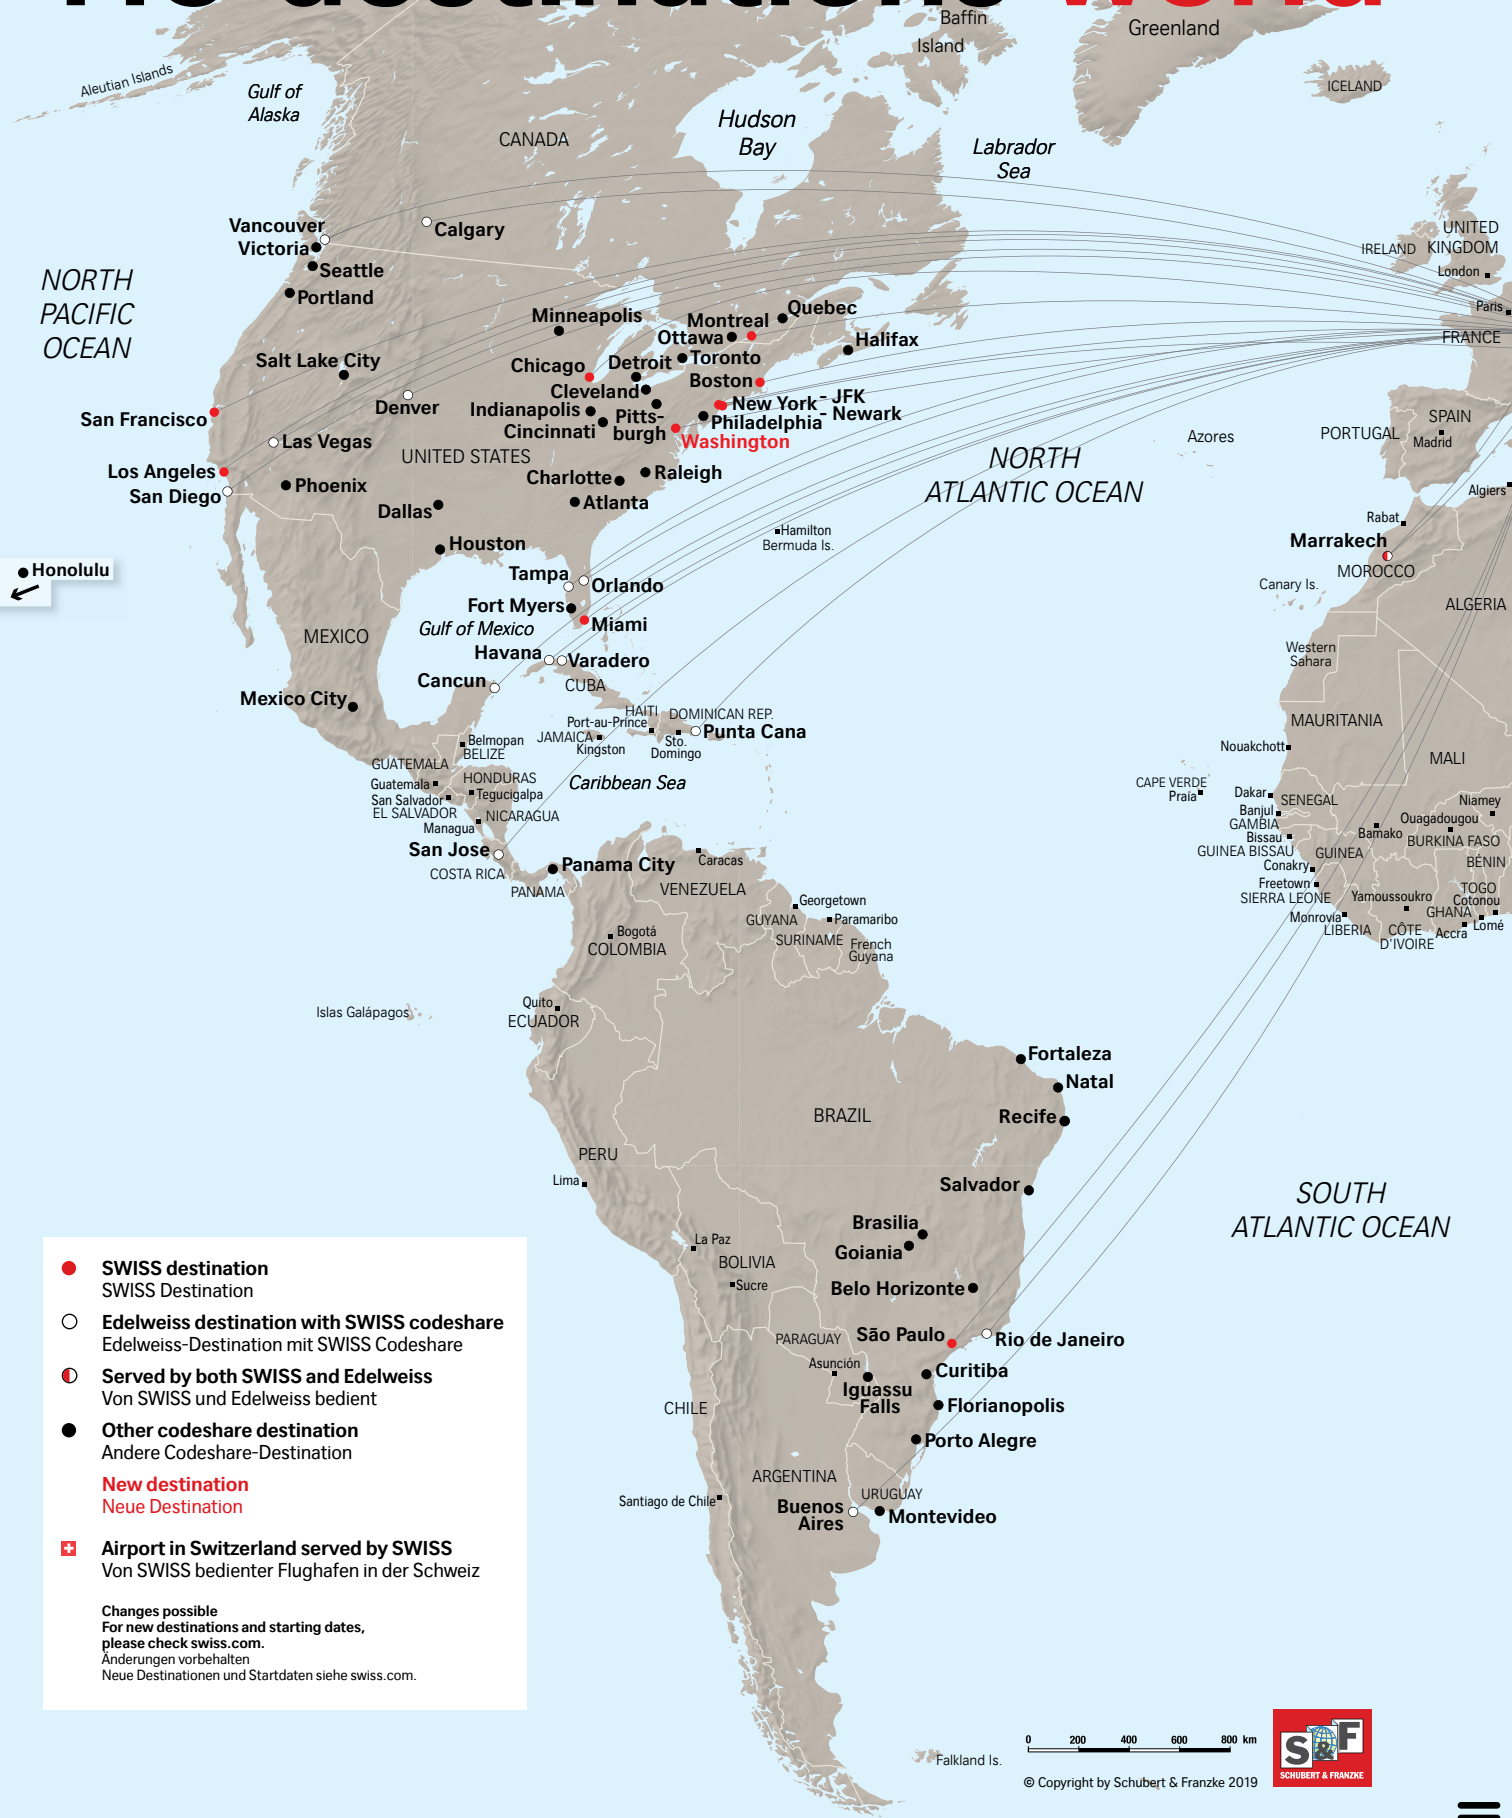 Baffin
Island
Greenland
ICELAND
Aleutian Islands
Gulf of
Alaska
CANADA
Hudson
Bay
Labrador
Sea
Vancouver
Victoria
Calgary
Seattle
Portland
NORTH
PACIFIC
OCEAN
UNITED
KINGDOM
IRELAND
London
Paris
FRANCE
Minneapolis
Montreal
Quebec
Ottawa
Halifax
Salt Lake City
Chicago
Detroit
Toronto
Cleveland
Boston
Denver
Indianapolis
Pitts-
burgh
New York - JFK
- Newark
Philadelphia
Cincinnati
Washington
San Francisco
Las Vegas
UNITED STATES
Los Angeles
San Diego
Phoenix
Charlotte
Raleigh
Dallas
Atlanta
NORTH
ATLANTIC OCEAN
Azores
PORTUGAL
SPAIN
Madrid
Algiers
Hamilton
Bermuda Is.
Rabat
Marrakech
MOROCCO
Canary Is.
ALGERIA
Houston
Honolulu
Tampa
Orlando
Fort Myers
Gulf of Mexico
Miami
MEXICO
Havana
Varadero
Cancun
CUBA
Mexico City
Western
Sahara
HAITI
DOMINICAN REP.
Port-au-Prince
JAMAICA
Kingston
Sto.
Domingo
Punta Cana
Belmopan
BELIZE
GUATEMALA
Guatemala
HONDURAS
Tegucigalpa
San Salvador
EL SALVADOR
NICARAGUA
Managua
Caribbean Sea
MAURITANIA
Nouakchott
MALI
CAPE VERDE
Praia
Dakar
SENEGAL
Banjul
GAMBIA
Bissau
GUINEA BISSAU
GUINEA
Conakry
Freetown
SIERRA LEONE
Monrovia
LIBERIA
Bamako
Niamey
Ouagadougou
BURKINA FASO
BÉNIN
TOGO
Cotonou
Yamoussoukro
GHANA
CÔTE
D'IVOIRE
Accra
Lomé
San Jose
COSTA RICA
Panama City
PANAMA
Caracas
VENEZUELA
Georgetown
GUYANA
Paramaribo
SURINAME
French
Guyana
Bogotá
COLOMBIA
Islas Galápagos
Quito
ECUADOR
Fortaleza
Natal
Recife
BRAZIL
PERU
Lima
Salvador
Brasilia
Goiania
La Paz
BOLIVIA
Sucre
Belo Horizonte
SOUTH
ATLANTIC OCEAN
PARAGUAY
São Paulo
Rio de Janeiro
Asunción
Iguassu
Falls
Curitiba
Florianopolis
CHILE
Porto Alegre
ARGENTINA
URUGUAY
Santiago de Chile
Buenos
Aires
Montevideo
Falkland Is.
SWISS destination
SWISS Destination
Edelweiss destination with SWISS codeshare
Edelweiss-Destination mit SWISS Codeshare
Served by both SWISS and Edelweiss
Von SWISS und Edelweiss bedient
Other codeshare destination
Andere Codeshare-Destination
New destination
Neue Destination
Airport in Switzerland served by SWISS
Von SWISS bedienter Flughafen in der Schweiz
Changes possible
For new destinations and starting dates,
please check swiss.com.
Änderungen vorbehalten
Neue Destinationen und Startdaten siehe swiss.com.
0 200 400 600 800 km
© Copyright by Schubert & Franzke 2019
S&F
SCHUBERT & FRANZKE